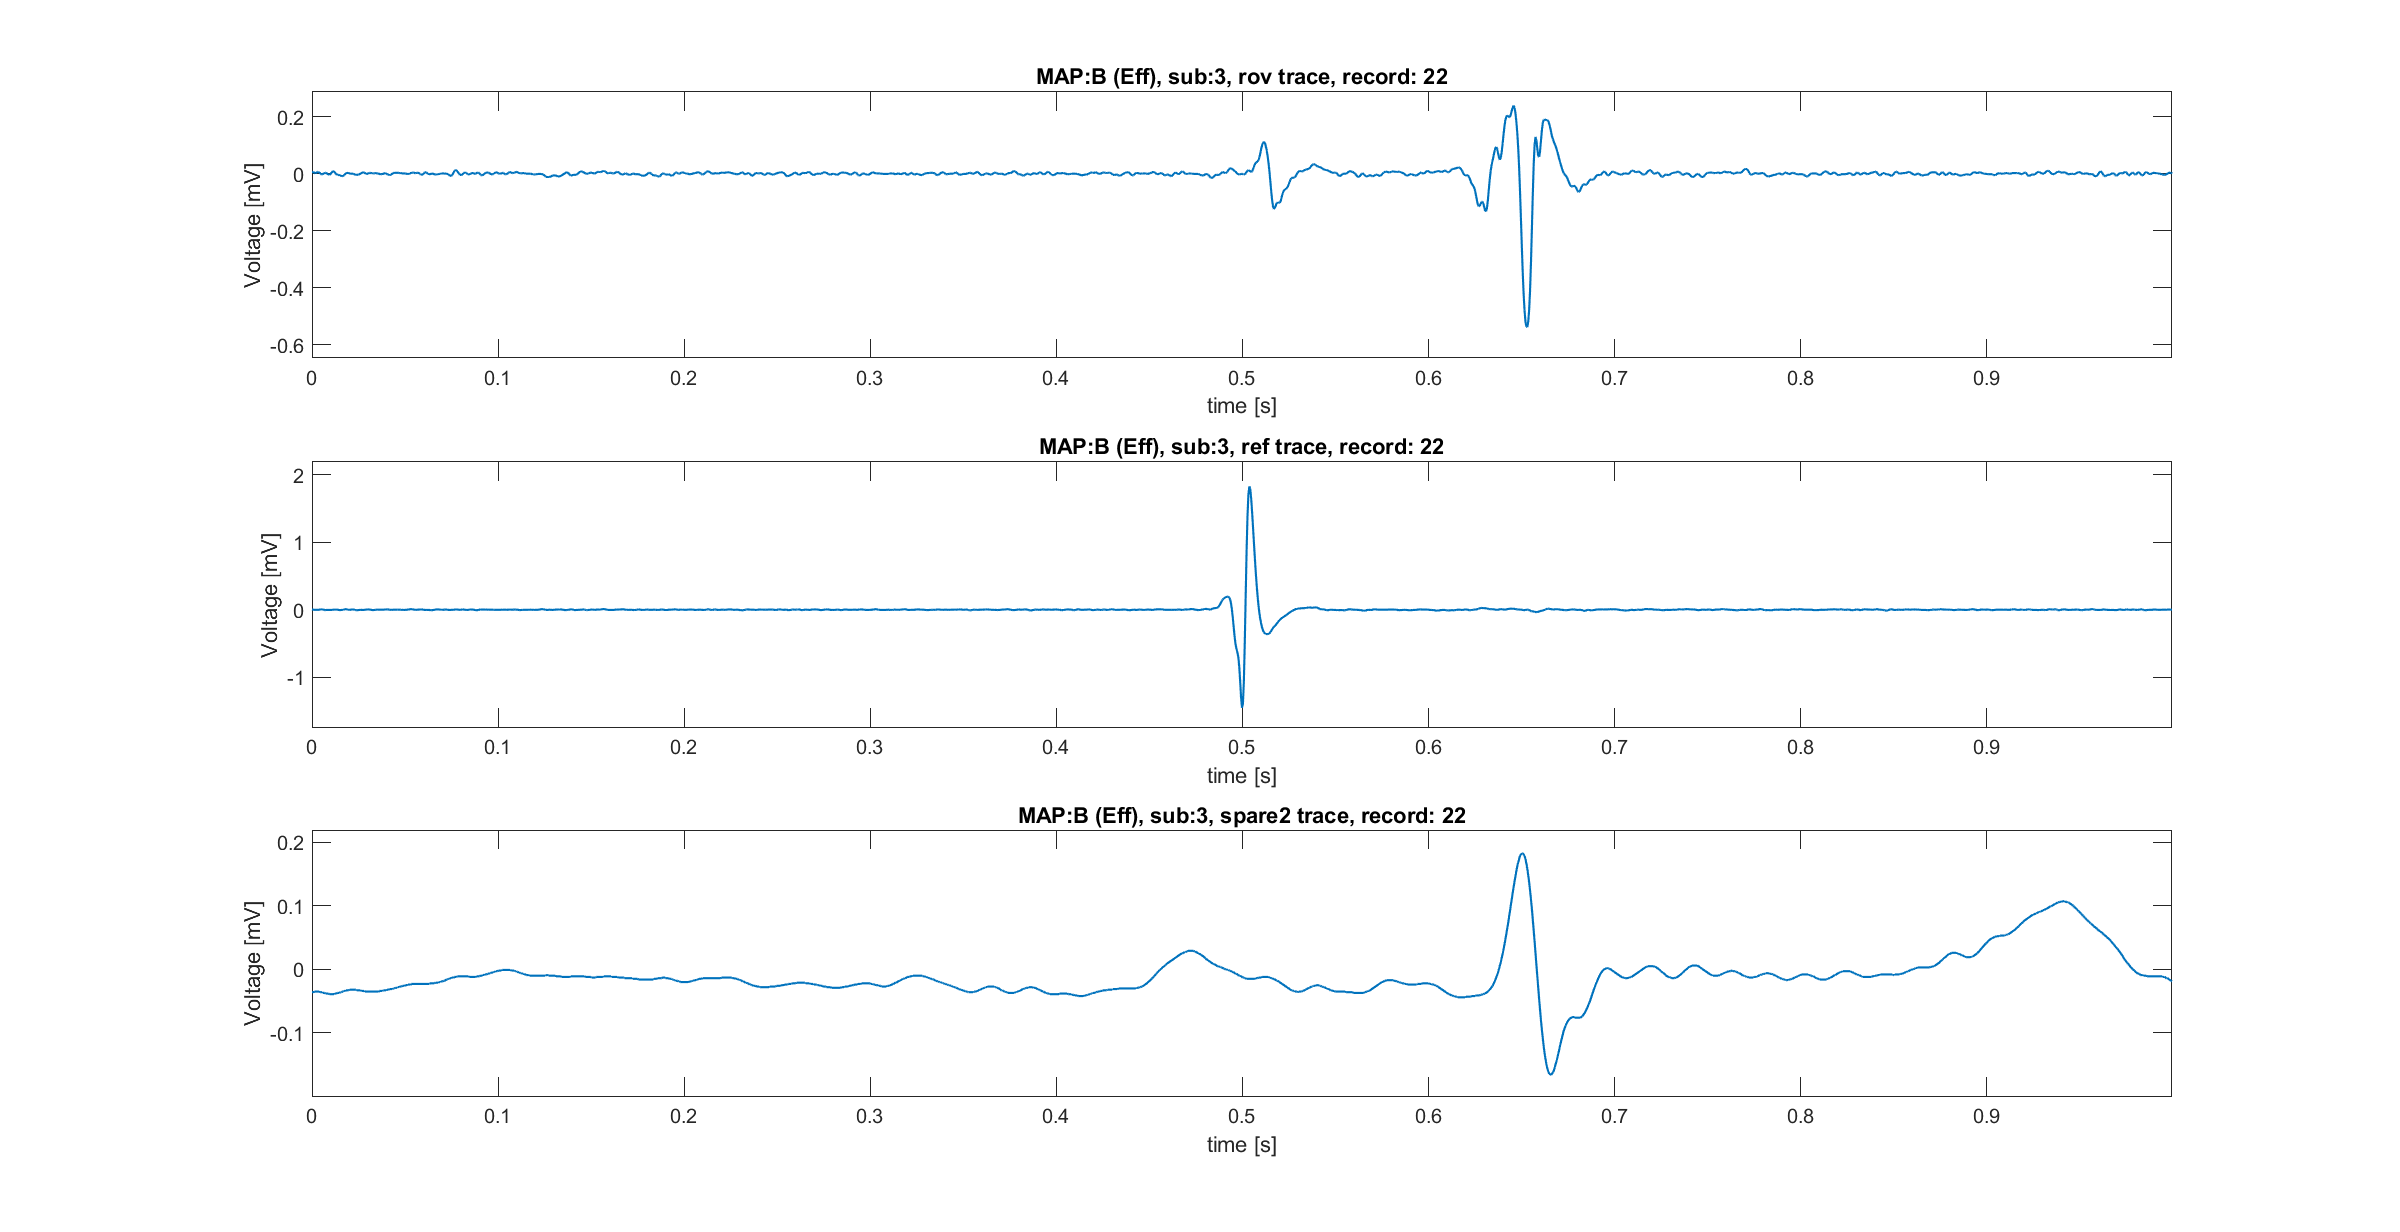 MAP:B (Eff), sub:3, rov trace, record: 22
0.2
0
-0.2
-0.4
-0.6
Voltage [mV]
0 0.1 0.2 0.3 0.4 0.5 0.6 0.7 0.8 0.9
time [s]
MAP:B (Eff), sub:3, ref trace, record: 22
2
1
0
-1
Voltage [mV]
0 0.1 0.2 0.3 0.4 0.5 0.6 0.7 0.8 0.9
time [s]
MAP:B (Eff), sub:3, spare2 trace, record: 22
0.2
0.1
0
-0.1
Voltage [mV]
0 0.1 0.2 0.3 0.4 0.5 0.6 0.7 0.8 0.9
time [s]